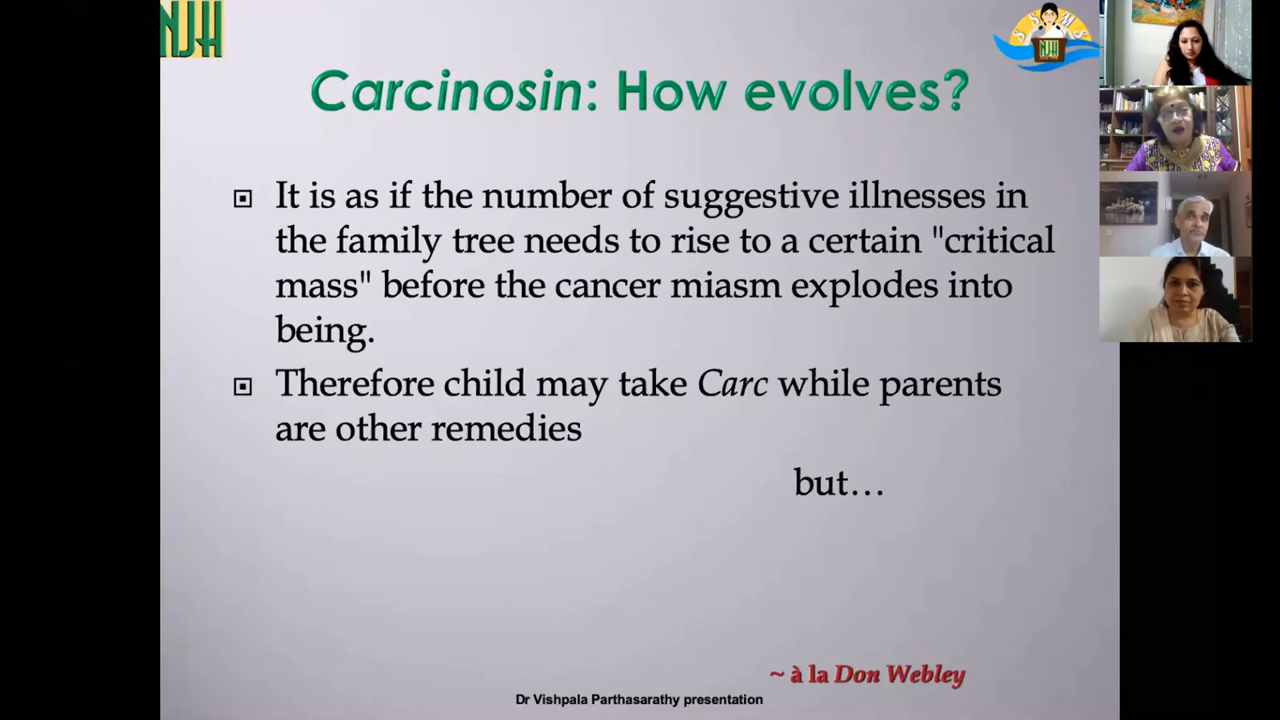 NJH
S S M S
NJH
Carcinosin: How evolves?
It is as if the number of suggestive illnesses in
the family tree needs to rise to a certain "critical
mass" before the cancer miasm explodes into
being.
Therefore child may take Carc while parents
are other remedies
but…
~ à la Don Webley
Dr Vishpala Parthasarathy presentation